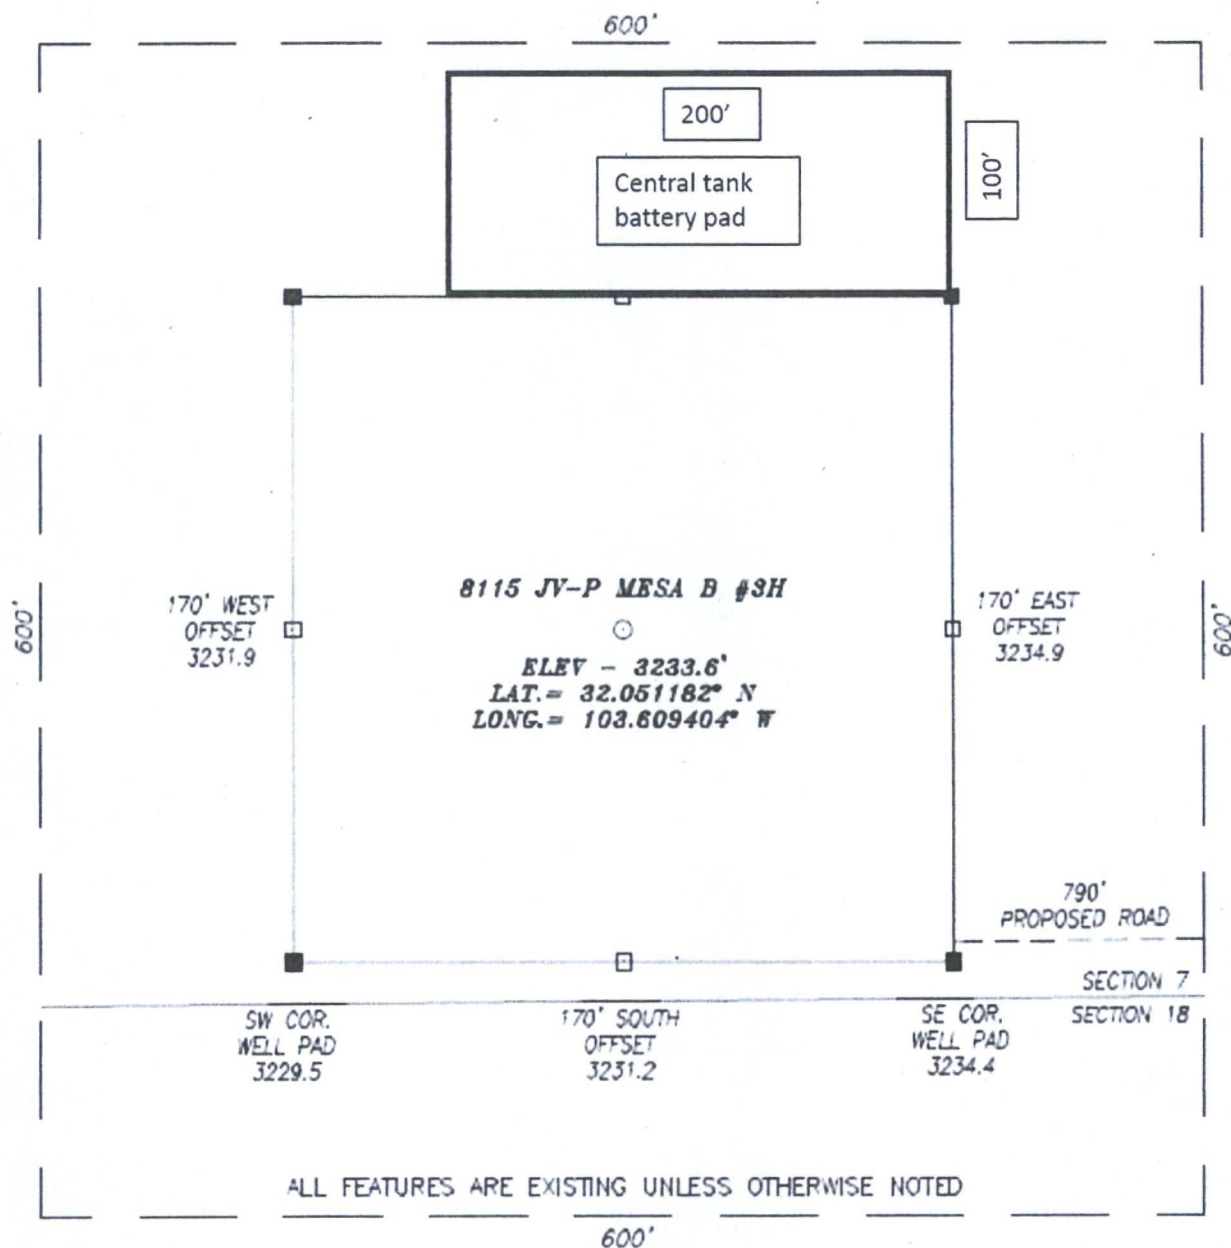 600'
200'
Central tank
battery pad
100'
600'
170' WEST
OFFSET
3231.9
8115 JV-P MESA B #3H
ELEV - 3233.6'
LAT.= 32.051182° N
LONG.= 103.609404° W
170' EAST
OFFSET
3234.9
600'
790'
PROPOSED ROAD
SECTION 7
SECTION 18
SW COR.
WELL PAD
3229.5
170' SOUTH
OFFSET
3231.2
SE COR.
WELL PAD
3234.4
ALL FEATURES ARE EXISTING UNLESS OTHERWISE NOTED
600'